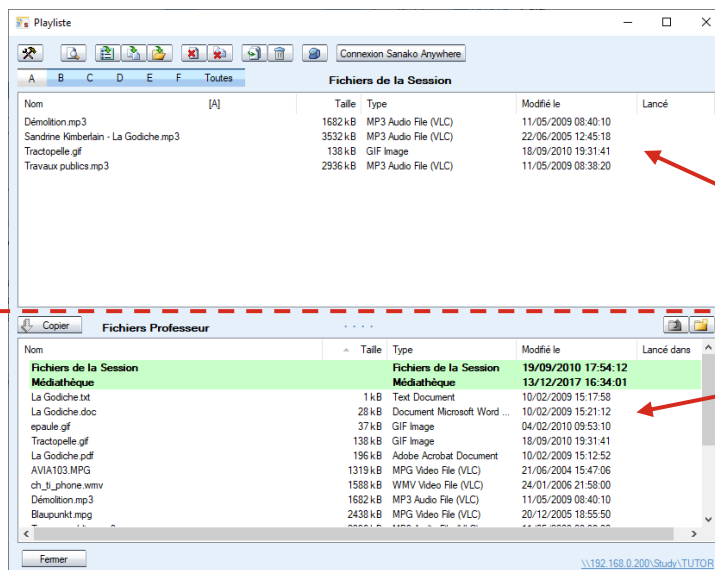 Playliste
Connexion Sanako Anywhere
A B C D E F Toutes Fichiers de la Session
Nom [A] Taille Type Modifié le Lancé
Démolition.mp3 1682 kB MP3 Audio File (VLC) 11/05/2009 08:40:10
Sandrine Kimberlain - La Godiche.mp3 3532 kB MP3 Audio File (VLC) 22/06/2005 12:45:18
Tractopelle.gif 138 kB GIF Image 18/09/2010 19:31:41
Travaux publics.mp3 2936 kB MP3 Audio File (VLC) 11/05/2009 08:38:20
Copier Fichiers Professeur
Nom Taille Type Modifié le Lancé dans
Fichiers de la Session Fichiers de la Session 19/09/2010 17:54:12
Médiathèque Médiathèque 13/12/2017 16:34:01
La Godiche.txt 1 kB Text Document 10/02/2009 15:17:58
La Godiche.doc 28 kB Document Microsoft Word ... 10/02/2009 15:21:12
epaule.gif 37 kB GIF Image 04/02/2010 09:53:10
Tractopelle.gif 138 kB GIF Image 18/09/2010 19:31:41
La Godiche.pdf 196 kB Adobe Acrobat Document 10/02/2009 15:12:52
AVIA103.MPG 1319 kB MPG Video File (VLC) 21/06/2004 15:47:06
ch_ti_phone.wmv 1588 kB WMV Video File (VLC) 24/01/2006 21:58:00
Démolition.mp3 1682 kB MP3 Audio File (VLC) 11/05/2009 08:40:10
Blaupunkt.mpg 2438 kB MPG Video File (VLC) 20/12/2005 18:55:50
Fermer
\\192.168.0.200\Study\TUTOR